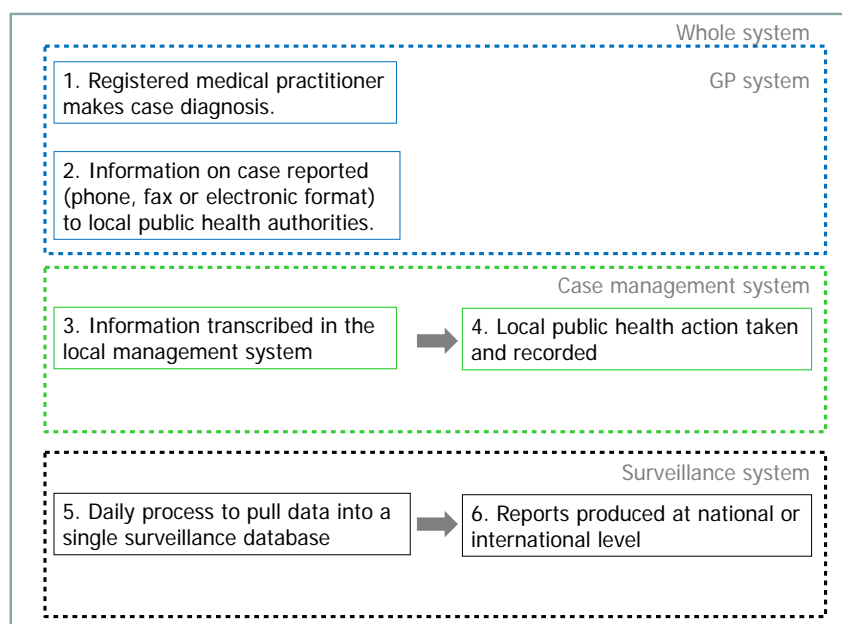 Whole system
GP system
1. Registered medical practitioner
makes case diagnosis.
2. Information on case reported
(phone, fax or electronic format)
to local public health authorities.
Case management system
3. Information transcribed in the
local management system
4. Local public health action taken
and recorded
Surveillance system
5. Daily process to pull data into a
single surveillance database
6. Reports produced at national or
international level